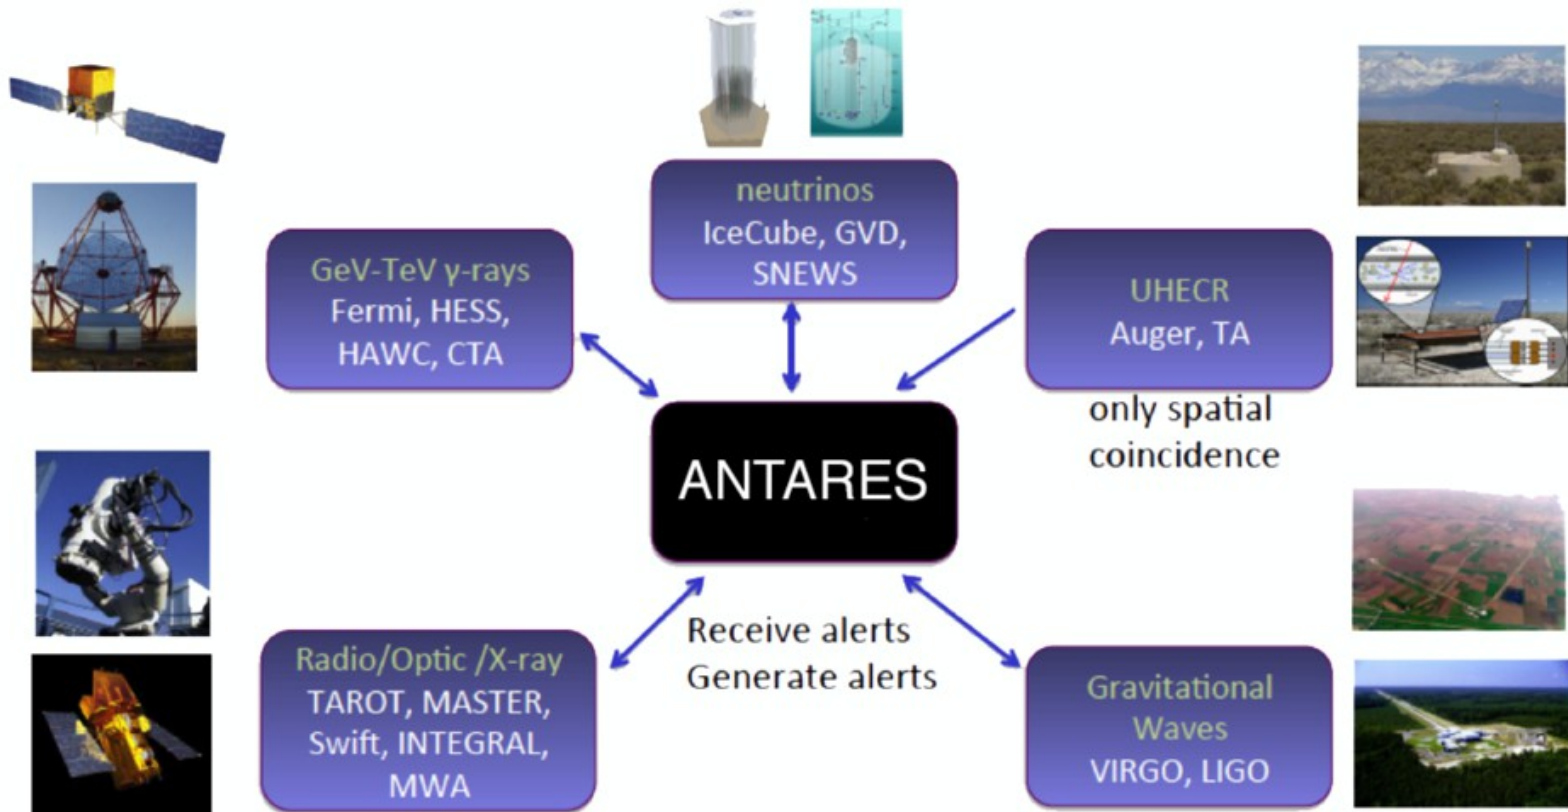 neutrinos
IceCube, GVD,
SNEWS
GeV-TeV γ-rays
Fermi, HESS,
HAWC, CTA
UHECR
Auger, TA
only spatial
coincidence
ANTARES
Receive alerts
Generate alerts
Radio/Optic /X-ray
TAROT, MASTER,
Swift, INTEGRAL,
MWA
Gravitational
Waves
VIRGO, LIGO